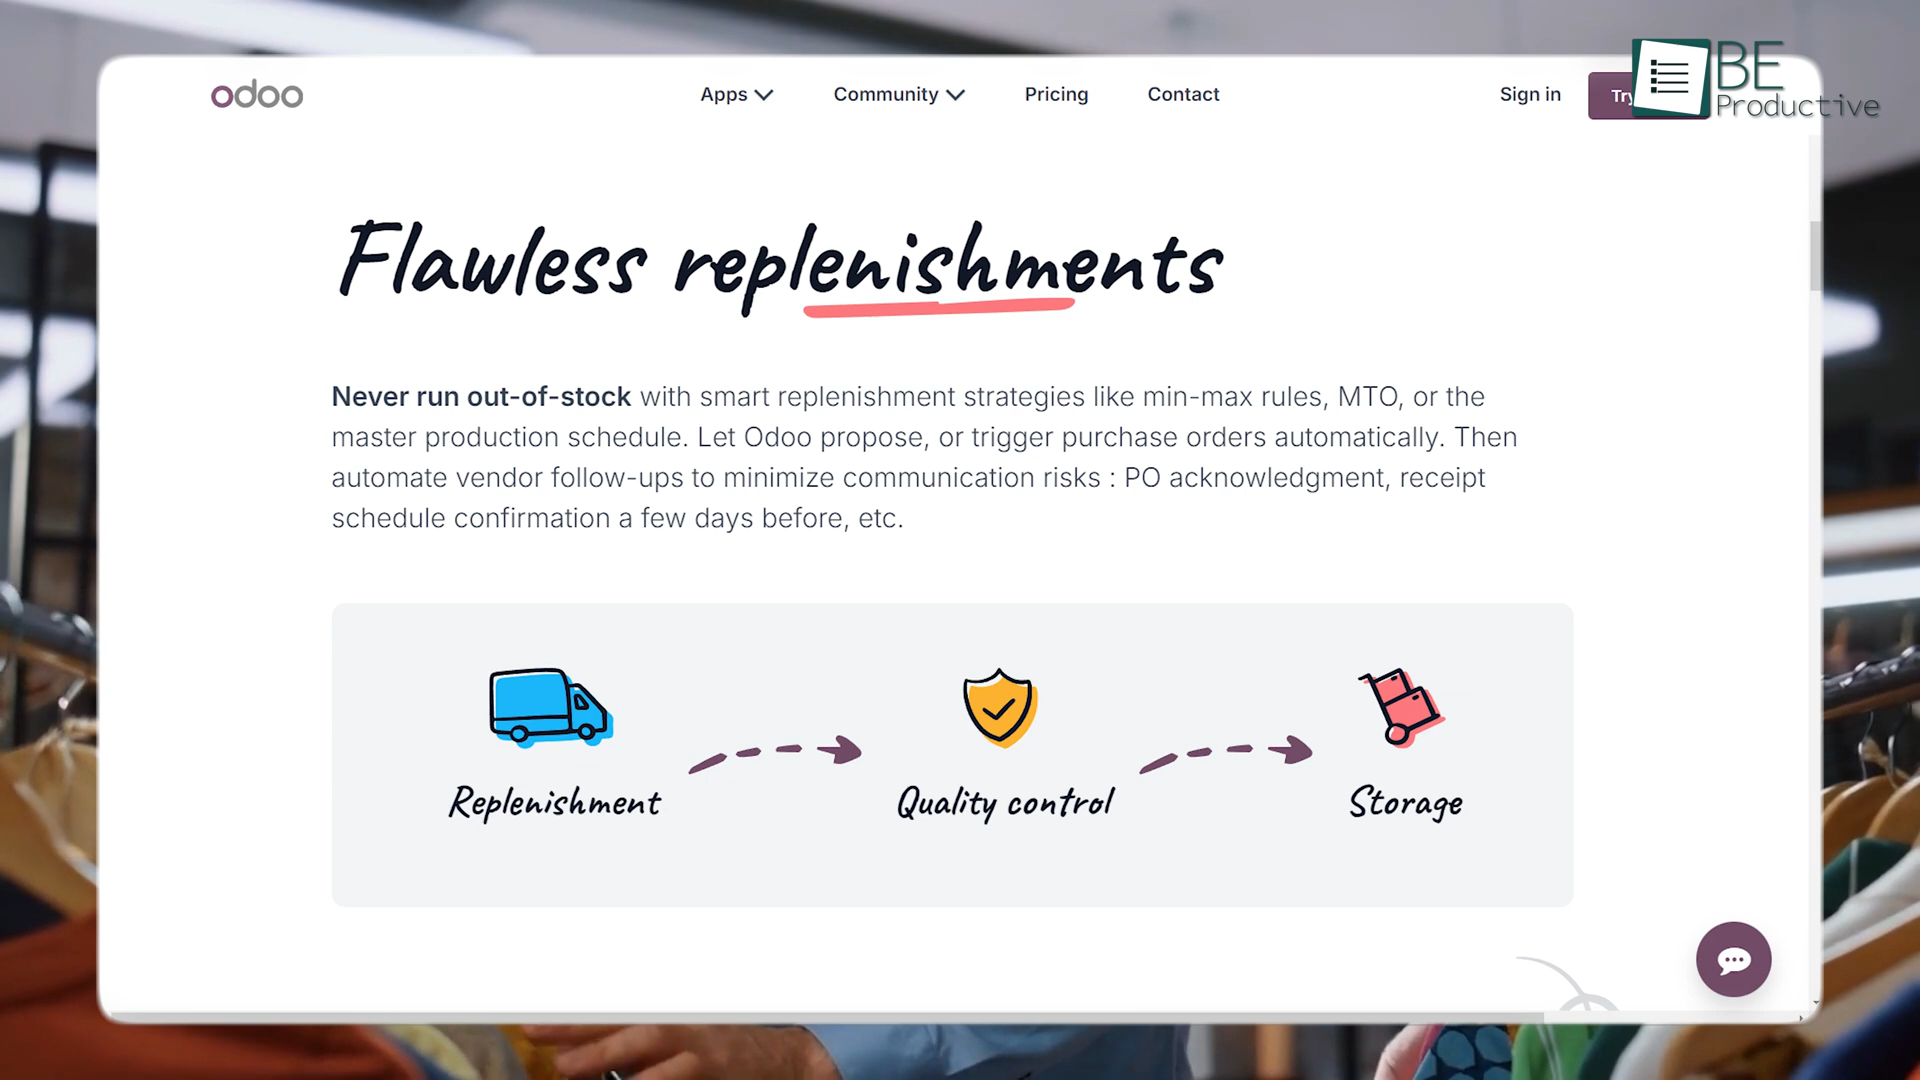 odoo
Apps
Community
Pricing
Contact
Sign in
Try
BE
Productive
Flawless replenishments
Never run out-of-stock with smart replenishment strategies like min-max rules, MTO, or the
master production schedule. Let Odoo propose, or trigger purchase orders automatically. Then
automate vendor follow-ups to minimize communication risks : PO acknowledgment, receipt
schedule confirmation a few days before, etc.
Replenishment
Quality control
Storage